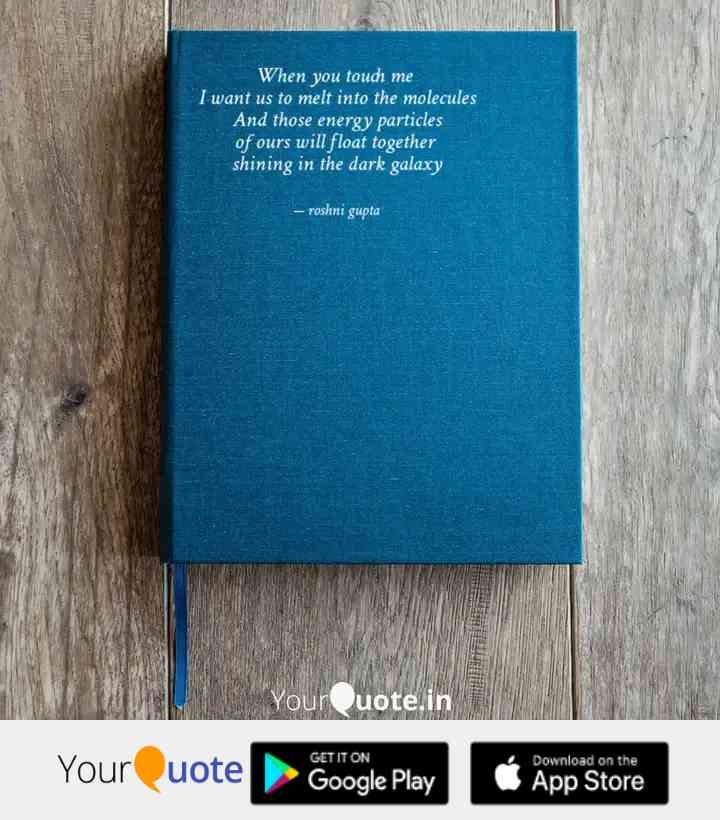 When you touch me
I want us to melt into the molecules
And those energy particles
of ours will float together
shining in the dark galaxy
— roshni gupta
YourQuote.in
YourQuote
GET IT ON
Google Play
Download on the
App Store